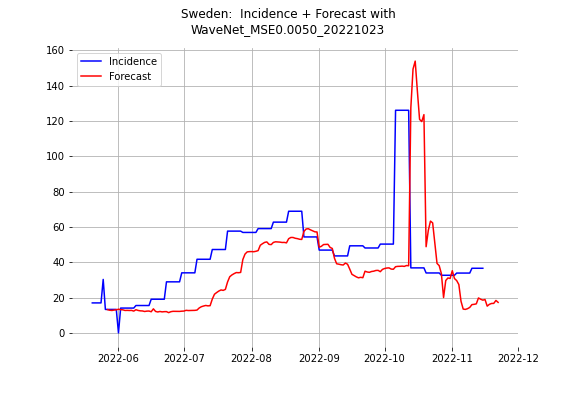 Sweden:  Incidence + Forecast with
WaveNet_MSE0.0050_20221023
Incidence
Forecast
160
140
120
100
80
60
40
20
0
2022-06 2022-07 2022-08 2022-09 2022-10 2022-11 2022-12